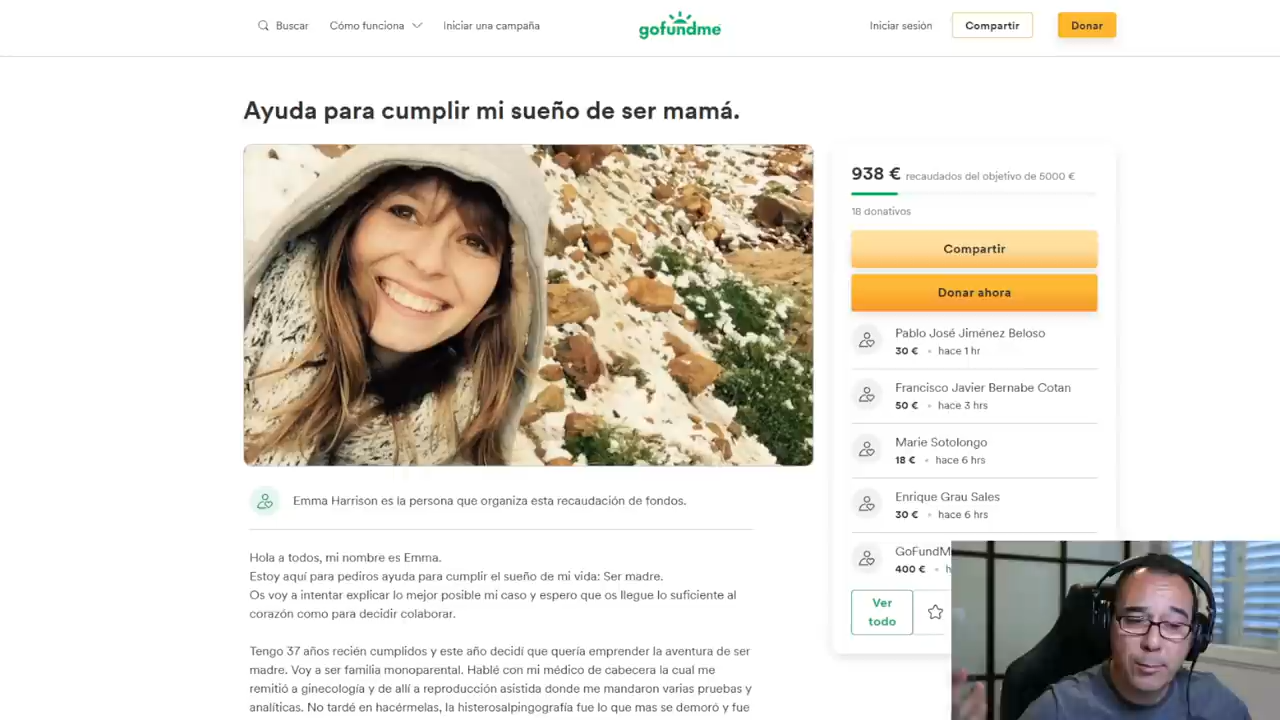 Buscar
Cómo funciona
Iniciar una campaña
gofundme
Iniciar sesión
Compartir
Donar
Ayuda para cumplir mi sueño de ser mamá.
938 € recaudados del objetivo de 5000 €
18 donativos
Compartir
Donar ahora
Pablo José Jiménez Beloso
30 € • hace 1 hr
Francisco Javier Bernabe Cotan
50 € • hace 3 hrs
Marie Sotolongo
18 € • hace 6 hrs
Enrique Grau Sales
30 € • hace 6 hrs
GoFundM
400 € • h
Ver
todo
Emma Harrison es la persona que organiza esta recaudación de fondos.
Hola a todos, mi nombre es Emma.
Estoy aquí para pediros ayuda para cumplir el sueño de mi vida: Ser madre.
Os voy a intentar explicar lo mejor posible mi caso y espero que os llegue lo suficiente al
corazón como para decidir colaborar.
Tengo 37 años recién cumplidos y este año decidí que quería emprender la aventura de ser
madre. Voy a ser familia monoparental. Hablé con mi médico de cabecera la cual me
remitió a ginecología y de allí a reproducción asistida donde me mandaron varias pruebas y
analíticas. No tardé en hacérmelas, la histerosalpingografía fue lo que mas se demoró y fue